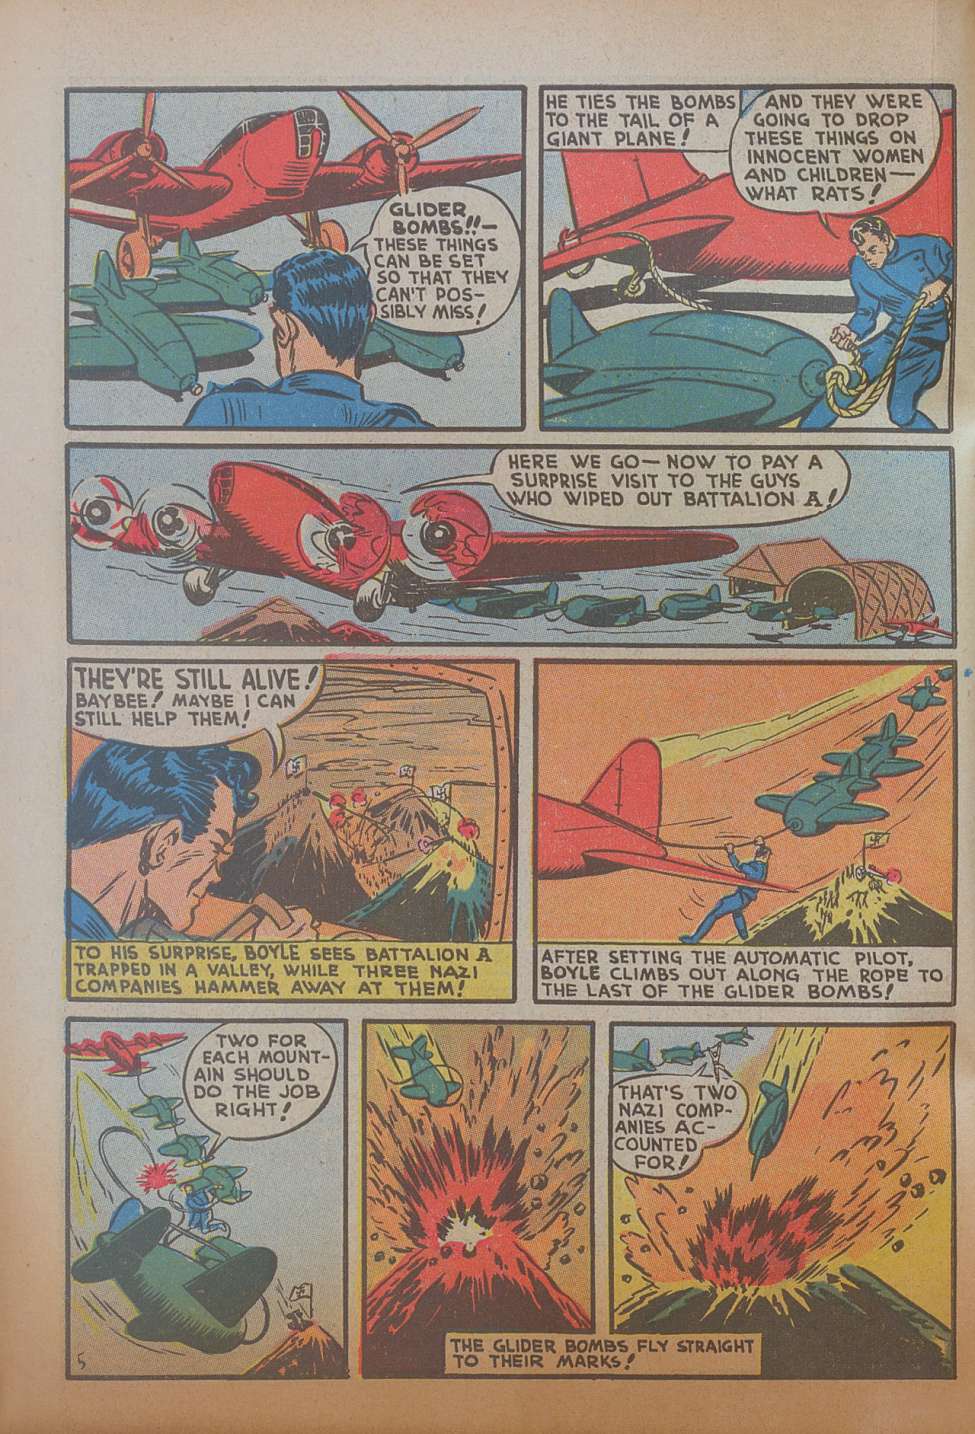 GLIDER
BOMBS!!—
THESE THINGS
CAN BE SET
SO THAT THEY
CAN'T POS-
SIBLY MISS!
HE TIES THE BOMBS
TO THE TAIL OF A
GIANT PLANE!
AND THEY WERE
GOING TO DROP
THESE THINGS ON
INNOCENT WOMEN
AND CHILDREN—
WHAT RATS!
HERE WE GO— NOW TO PAY A
SURPRISE VISIT TO THE GUYS
WHO WIPED OUT BATTALION A!
THEY'RE STILL ALIVE!
BAYBEE! MAYBE I CAN
STILL HELP THEM!
TO HIS SURPRISE, BOYLE SEES BATTALION A
TRAPPED IN A VALLEY, WHILE THREE NAZI
COMPANIES HAMMER AWAY AT THEM!
AFTER SETTING THE AUTOMATIC PILOT,
BOYLE CLIMBS OUT ALONG THE ROPE TO
THE LAST OF THE GLIDER BOMBS!
TWO FOR
EACH MOUNT-
AIN SHOULD
DO THE JOB
RIGHT!
THAT'S TWO
NAZI COMP-
ANIES AC-
COUNTED
FOR!
THE GLIDER BOMBS FLY STRAIGHT
TO THEIR MARKS!
5